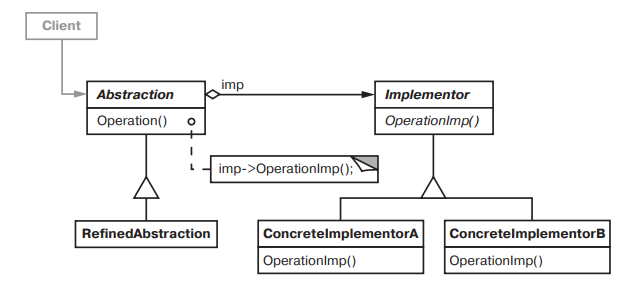 Client
imp
Abstraction
Implementor
Operation()
OperationImp()
imp->OperationImp();
RefinedAbstraction
ConcreteImplementorA
ConcreteImplementorB
OperationImp()
OperationImp()